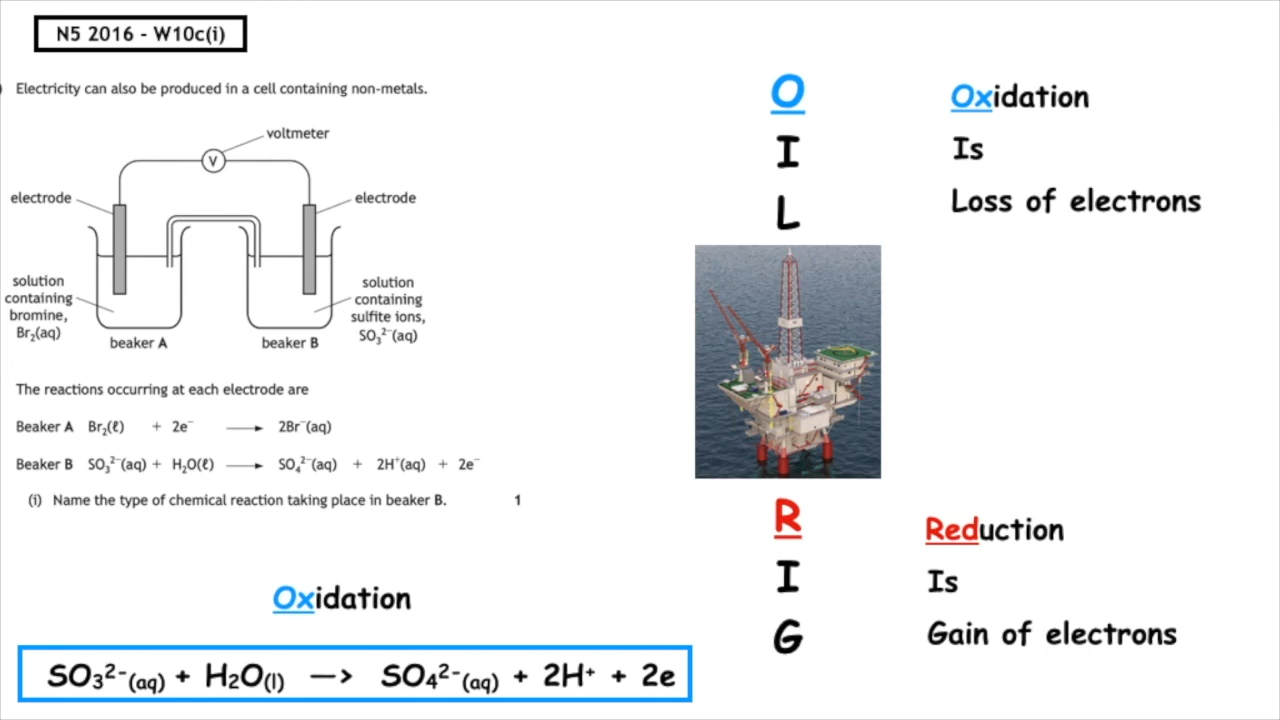 N5 2016 - W10c(i)
) Electricity can also be produced in a cell containing non-metals.
voltmeter
V
electrode
electrode
solution
containing
bromine,
Br₂(aq)
solution
containing
sulfite ions,
SO₃²⁻(aq)
beaker A
beaker B
The reactions occurring at each electrode are
Beaker A Br₂(ℓ) + 2e⁻ → 2Br⁻(aq)
Beaker B SO₃²⁻(aq) + H₂O(ℓ) → SO₄²⁻(aq) + 2H⁺(aq) + 2e⁻
(i) Name the type of chemical reaction taking place in beaker B. 1
Oxidation
SO₃²⁻(aq) + H₂O(l) —> SO₄²⁻(aq) + 2H⁺ + 2e
O Oxidation
I Is
L Loss of electrons
R Reduction
I Is
G Gain of electrons